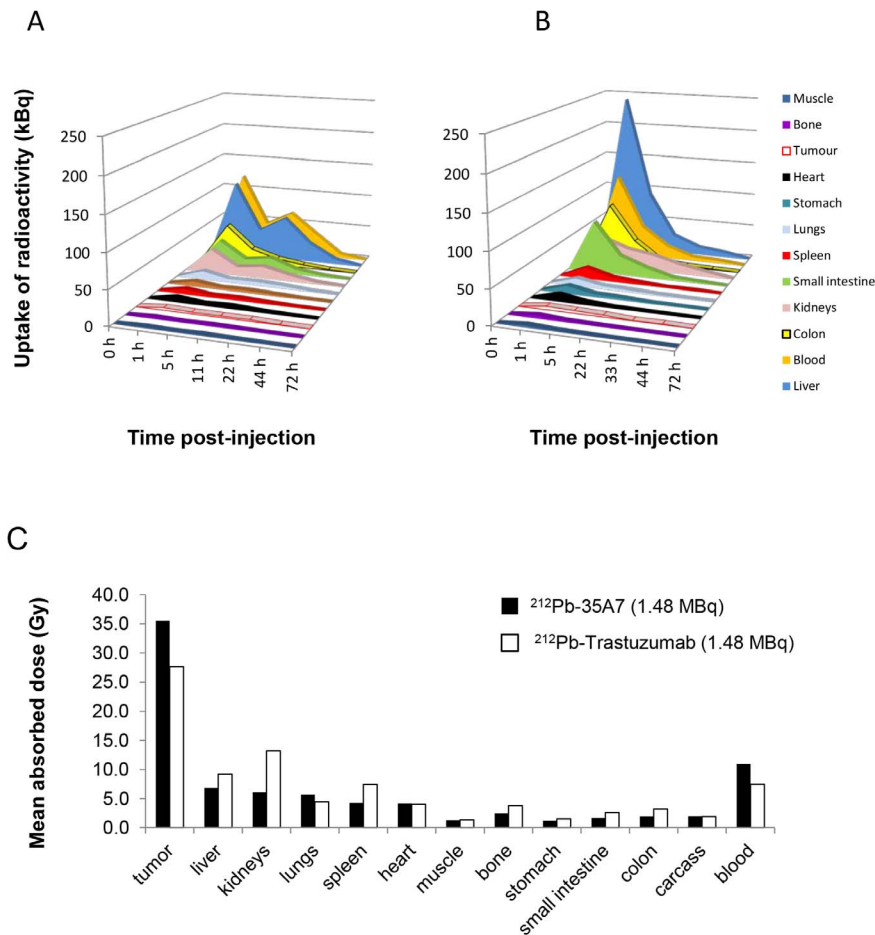 A
B
Uptake of radioactivity (kBq)
250
200
150
100
50
0
0 h
1 h
5 h
11 h
22 h
44 h
72 h
Time post-injection
250
200
150
100
50
0
0 h
1 h
5 h
22 h
33 h
44 h
72 h
Time post-injection
Muscle
Bone
Tumour
Heart
Stomach
Lungs
Spleen
Small intestine
Kidneys
Colon
Blood
Liver
C
Mean absorbed dose (Gy)
40.0
35.0
30.0
25.0
20.0
15.0
10.0
5.0
0.0
²¹²Pb-35A7 (1.48 MBq)
²¹²Pb-Trastuzumab (1.48 MBq)
tumor
liver
kidneys
lungs
spleen
heart
muscle
bone
stomach
small intestine
colon
carcass
blood